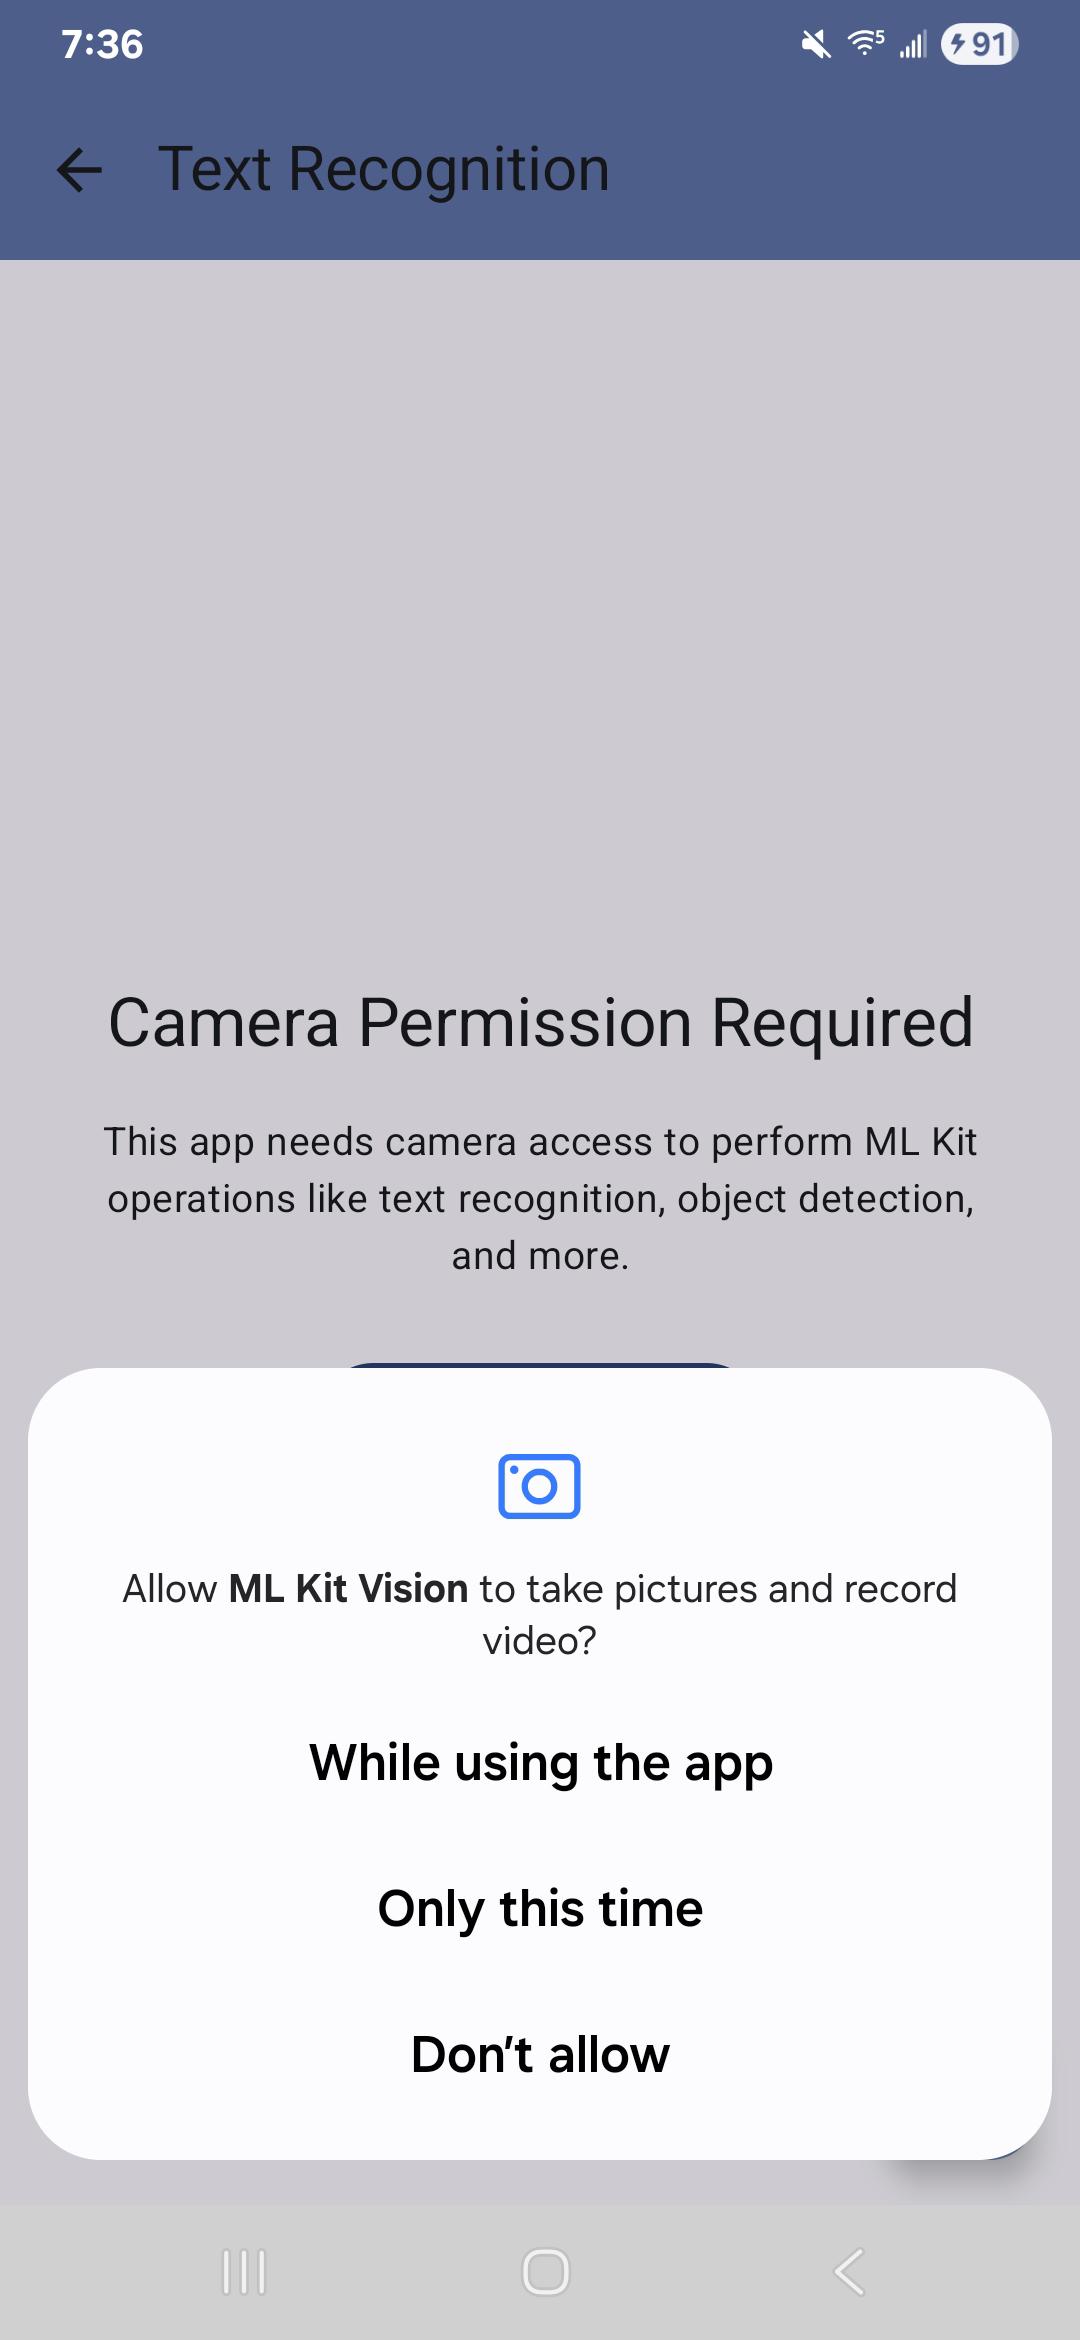 7:36
5
91
Text Recognition
Camera Permission Required
This app needs camera access to perform ML Kit
operations like text recognition, object detection,
and more.
Allow ML Kit Vision to take pictures and record
video?
While using the app
Only this time
Don't allow